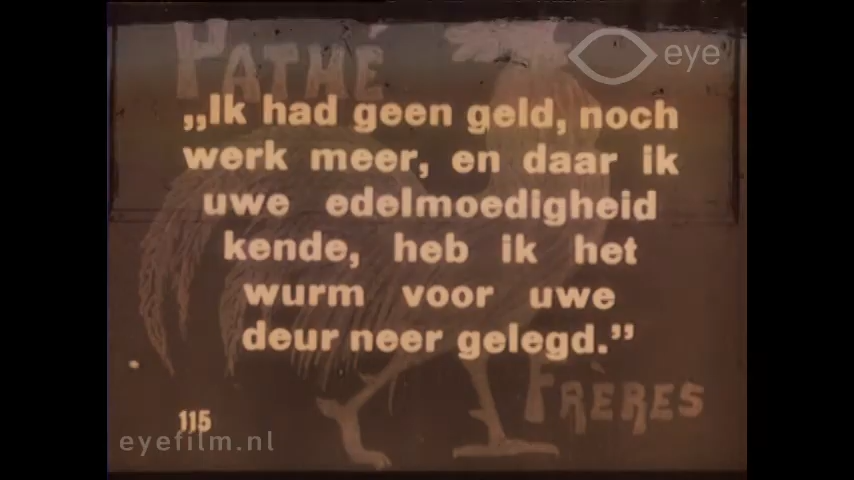 PATHÉ
eye
„Ik had geen geld, noch
werk meer, en daar ik
uwe edelmoedigheid
kende, heb ik het
wurm voor uwe
deur neer gelegd.”
FRÈRES
115
eyefilm.nl